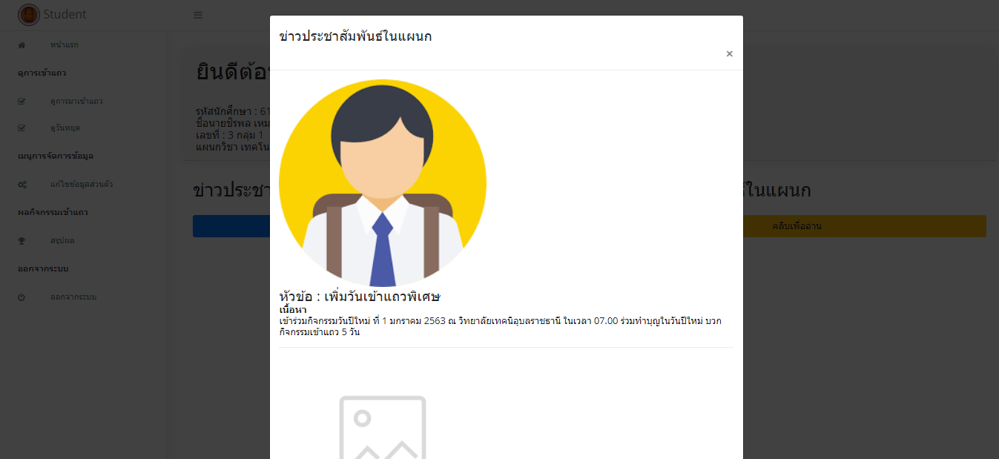 Student
หน้าแรก
ดูการเข้าแถว
ดูการมาเข้าแถว
ดูวันหยุด
เมนูการจัดการข้อมูล
แก้ไขข้อมูลส่วนตัว
ผลกิจกรรมเข้าแถว
สรุปผล
ออกจากระบบ
ออกจากระบบ
ยินดีต้อ
รหัสนักศึกษา : 61
ชื่อนายชิรพล เหม
เลขที่ : 3 กลุ่ม 1
แผนกวิชา เทคโน
ข่าวประชา
ข่าวประชาสัมพันธ์ในแผนก
×
หัวข้อ : เพิ่มวันเข้าแถวพิเศษ
เนื้อหา
เข้าร่วมกิจกรรมวันปีใหม่ ที่ 1 มกราคม 2563 ณ วิทยาลัยเทคนิอุบลราชธานี ในเวลา 07.00 ร่วมทำบุญในวันปีใหม่ บวก
กิจกรรมเข้าแถว 5 วัน
ในแผนก
คลิบเพื่ออ่าน